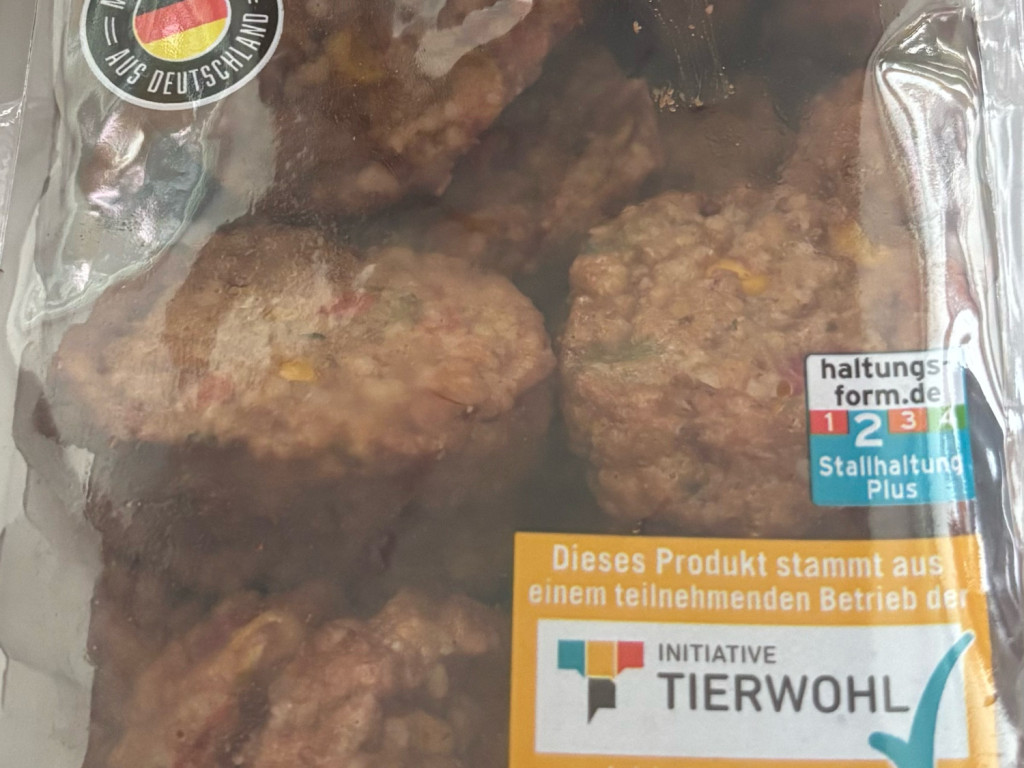 AUS DEUTSCHLAND
haltungs-
form.de
1 2 3 4
Stallhaltung
Plus
Dieses Produkt stammt aus
einem teilnehmenden Betrieb der
INITIATIVE
TIERWOHL